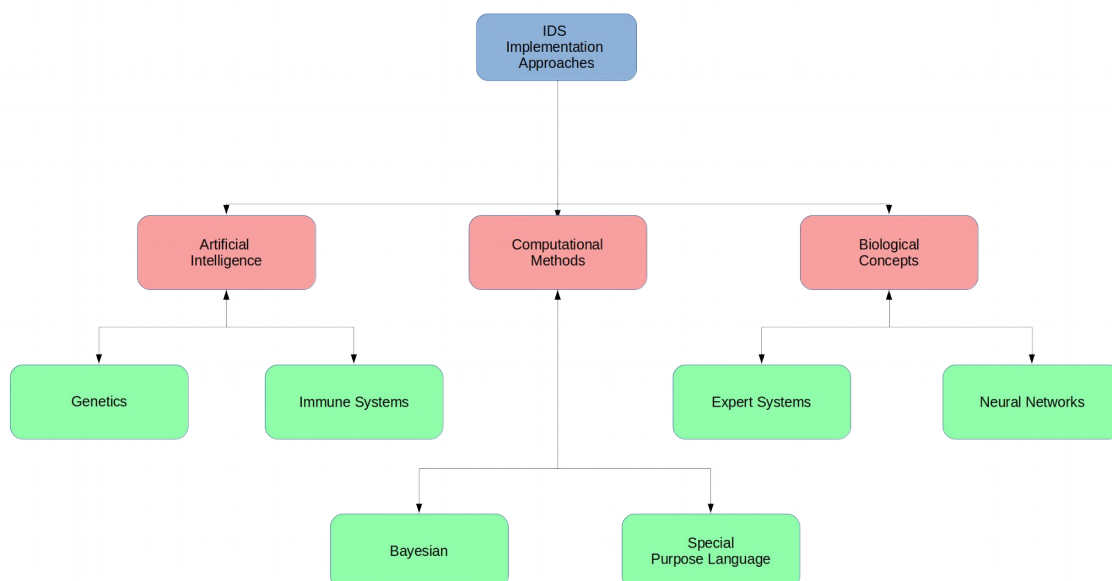 IDS
Implementation
Approaches
Artificial
Intelligence
Computational
Methods
Biological
Concepts
Genetics
Immune Systems
Expert Systems
Neural Networks
Bayesian
Special
Purpose Language